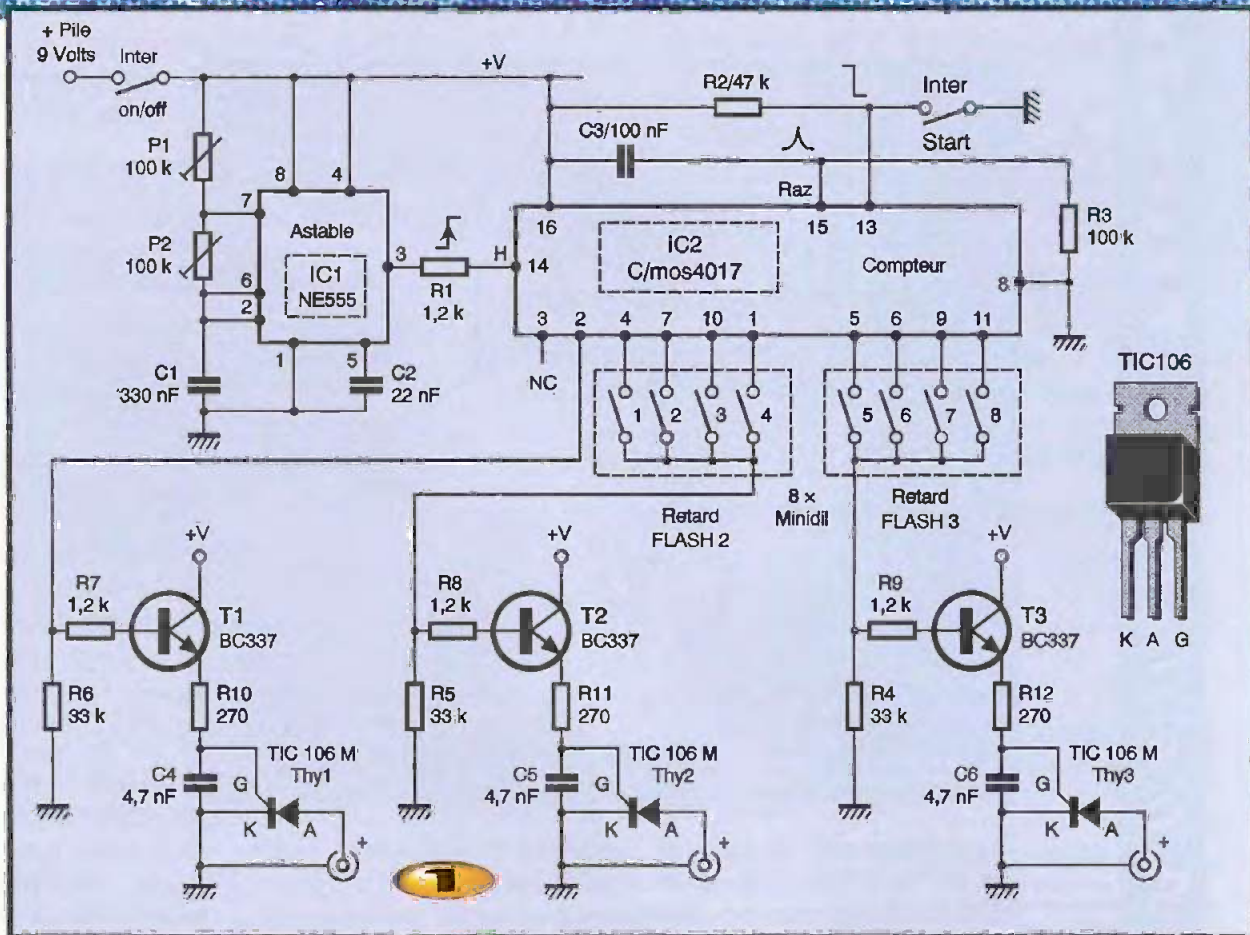 + Pile
9 Volts
Inter
on/off
+V
R2/47 k
Inter
Start
C3/100 nF
Raz
P1
100 k
8
4
7
Astable
P2
100 k
6
2
IC1
NE555
3
R1
1,2 k
H
14
16
iC2
C/mos4017
15
13
Compteur
8
R3
100 k
1
5
C1
330 nF
C2
22 nF
3
2
4
7
10
1
5
6
9
11
NC
1
2
3
4
5
6
7
8
Retard
FLASH 2
8 ×
Minidil
Retard
FLASH 3
TIC106
K A G
+V
R7
1,2 k
T1
BC337
R6
33 k
R10
270
TIC 106 M
Thy1
C4
4,7 nF
G
K
A
+
+V
R8
1,2 k
T2
BC337
R5
33 k
R11
270
TIC 106 M
Thy2
C5
4,7 nF
G
K
A
+
+V
R9
1,2 k
T3
BC337
R4
33 k
R12
270
TIC 106 M
Thy3
C6
4,7 nF
G
K
A
+
1